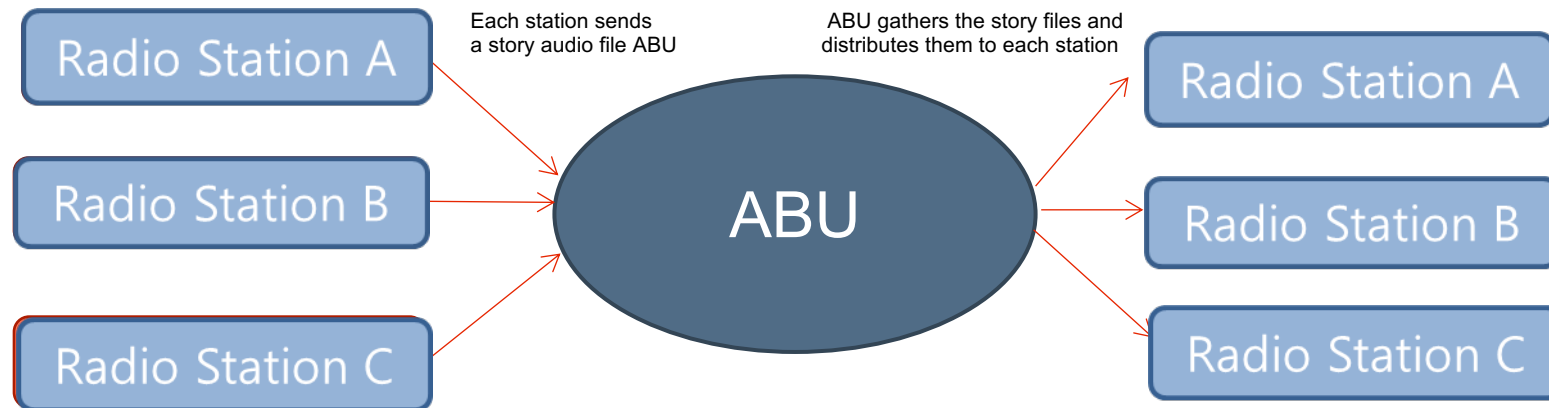 Each station sends
a story audio file ABU
ABU gathers the story files and
distributes them to each station
Radio Station A
Radio Station B
Radio Station C
ABU
Radio Station A
Radio Station B
Radio Station C